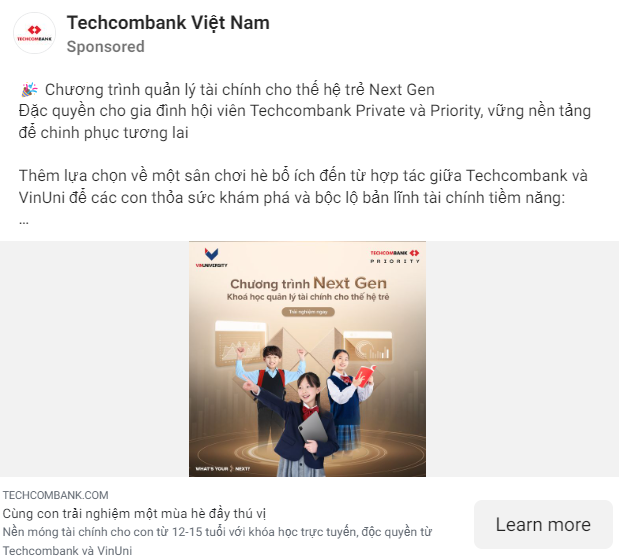 TECHCOMBANK
Techcombank Việt Nam
Sponsored
🎉 Chương trình quản lý tài chính cho thế hệ trẻ Next Gen
Đặc quyền cho gia đình hội viên Techcombank Private và Priority, vững nền tảng
để chinh phục tương lai
Thêm lựa chọn về một sân chơi hè bổ ích đến từ hợp tác giữa Techcombank và
VinUni để các con thỏa sức khám phá và bộc lộ bản lĩnh tài chính tiềm năng:
...
VINUNIVERSITY
TECHCOMBANK
PRIORITY
Chương trình Next Gen
Khoá học quản lý tài chính cho thế hệ trẻ
Trải nghiệm ngay
WHAT'S YOUR NEXT?
TECHCOMBANK.COM
Cùng con trải nghiệm một mùa hè đầy thú vị
Nền móng tài chính cho con từ 12-15 tuổi với khóa học trực tuyến, độc quyền từ
Techcombank và VinUni
Learn more